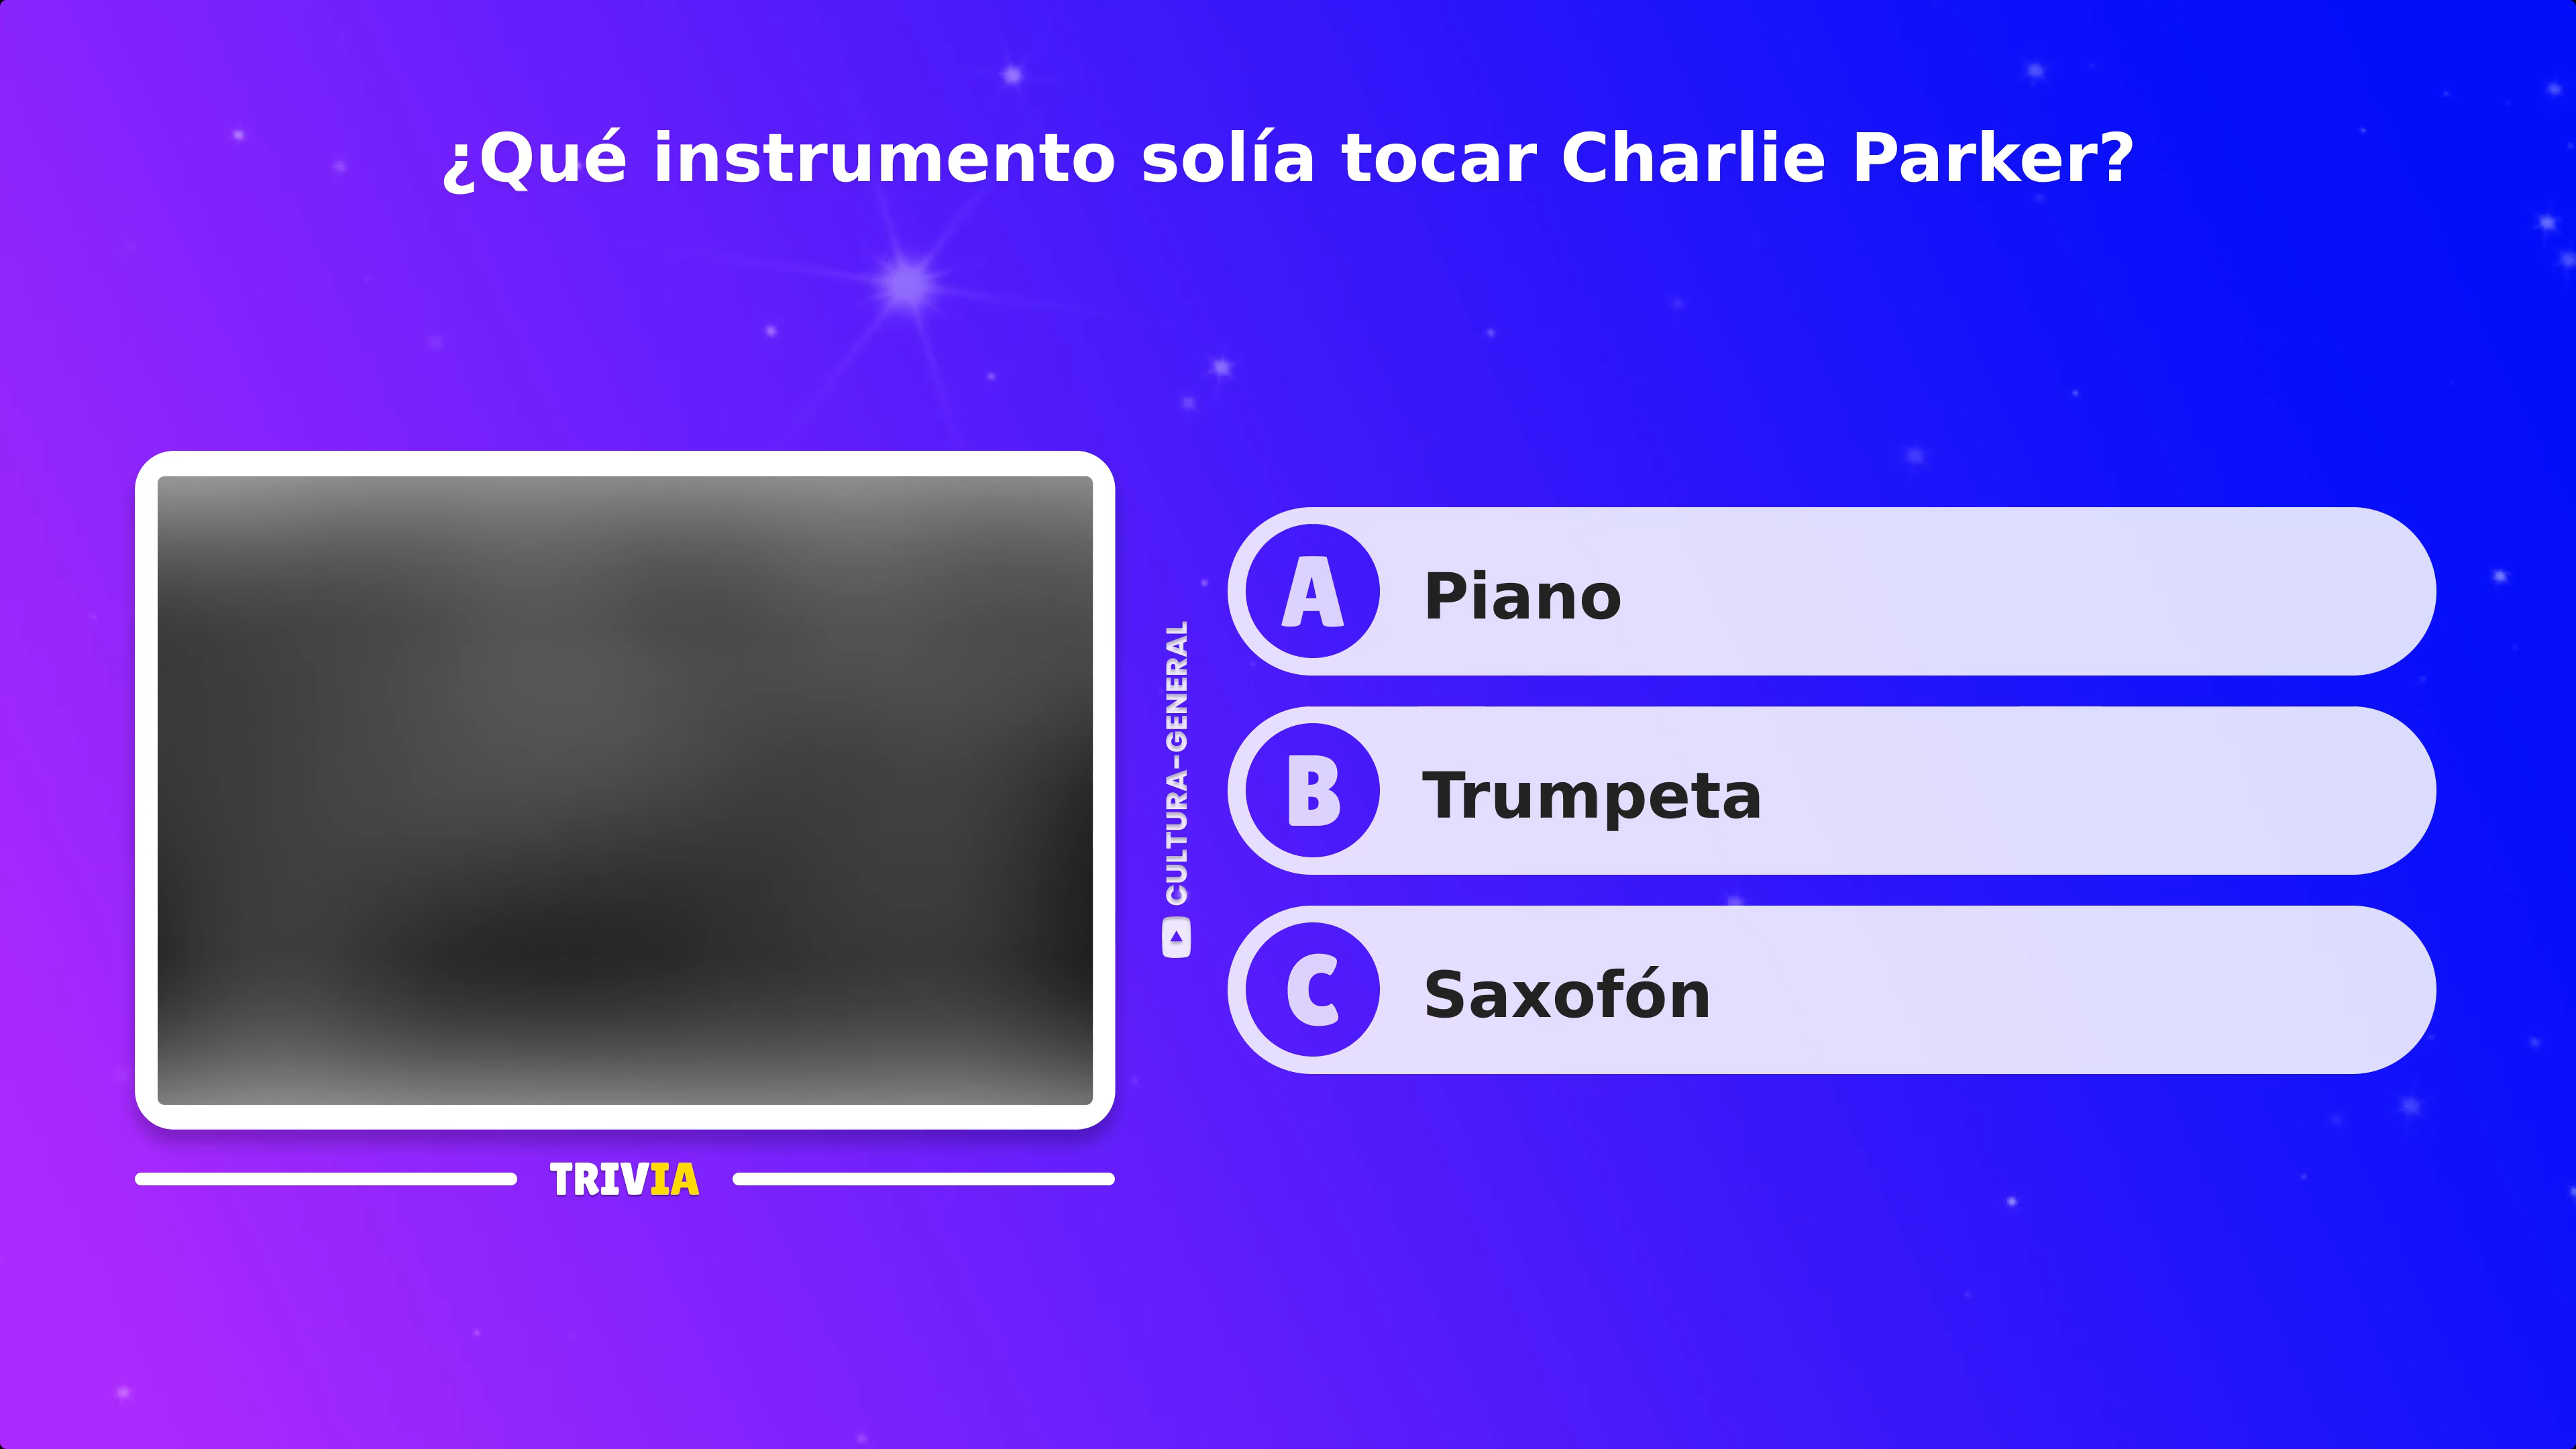 ¿Qué instrumento solía tocar Charlie Parker?
A Piano
B Trumpeta
C Saxofón
CULTURA-GENERAL
TRIVIA